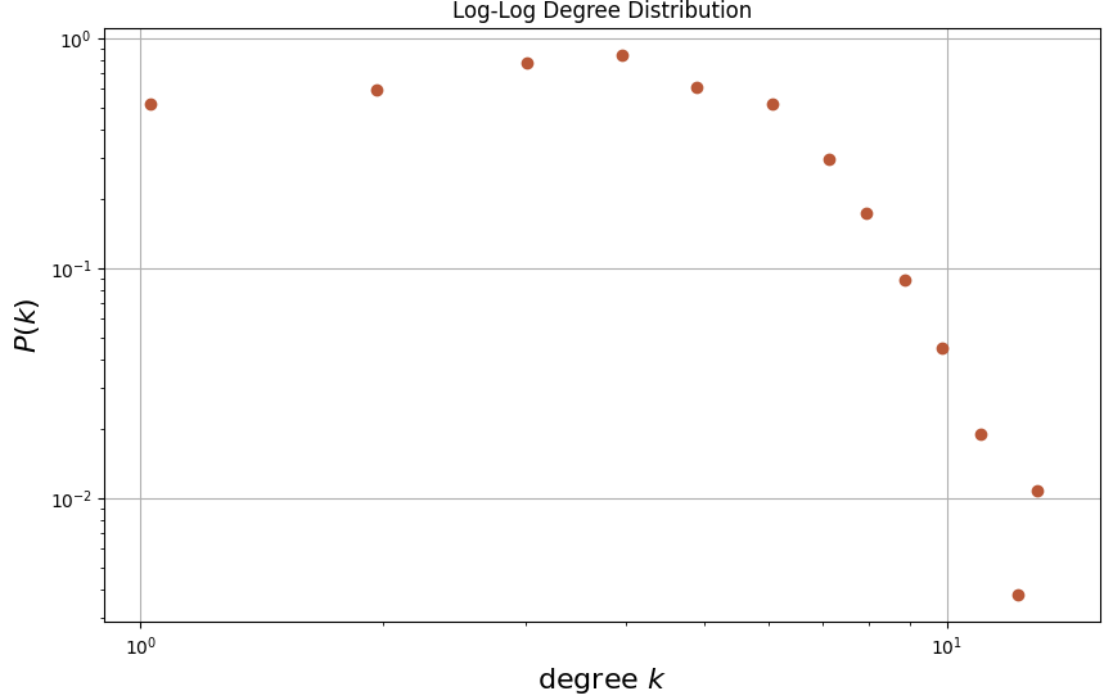 Log-Log Degree Distribution
10⁰
10⁻¹
10⁻²
P(k)
10⁰
10¹
degree k